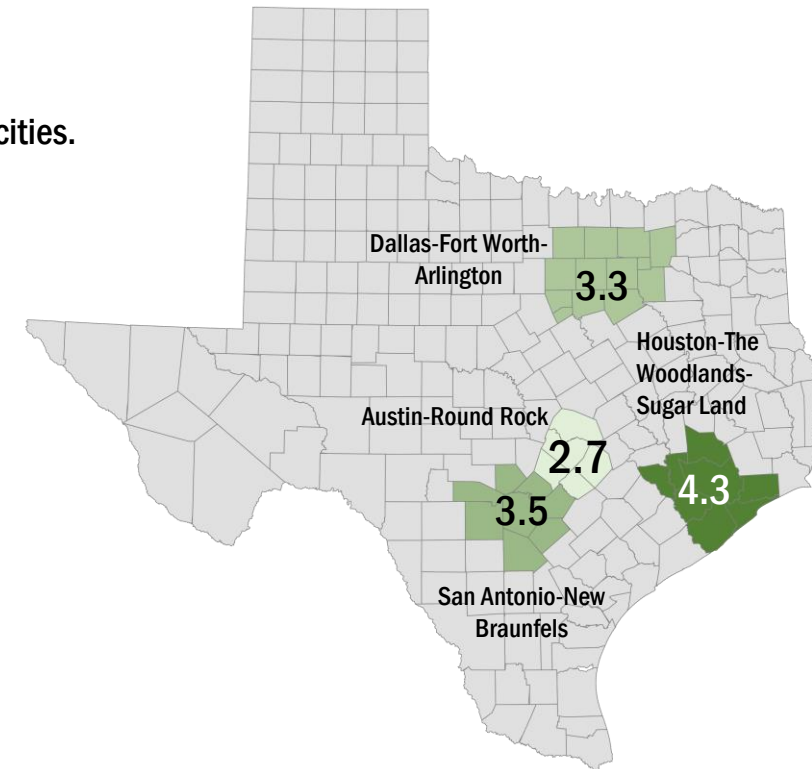 cities.
Dallas-Fort Worth-
Arlington
3.3
Houston-The
Woodlands-
Sugar Land
Austin-Round Rock
2.7
4.3
3.5
San Antonio-New
Braunfels